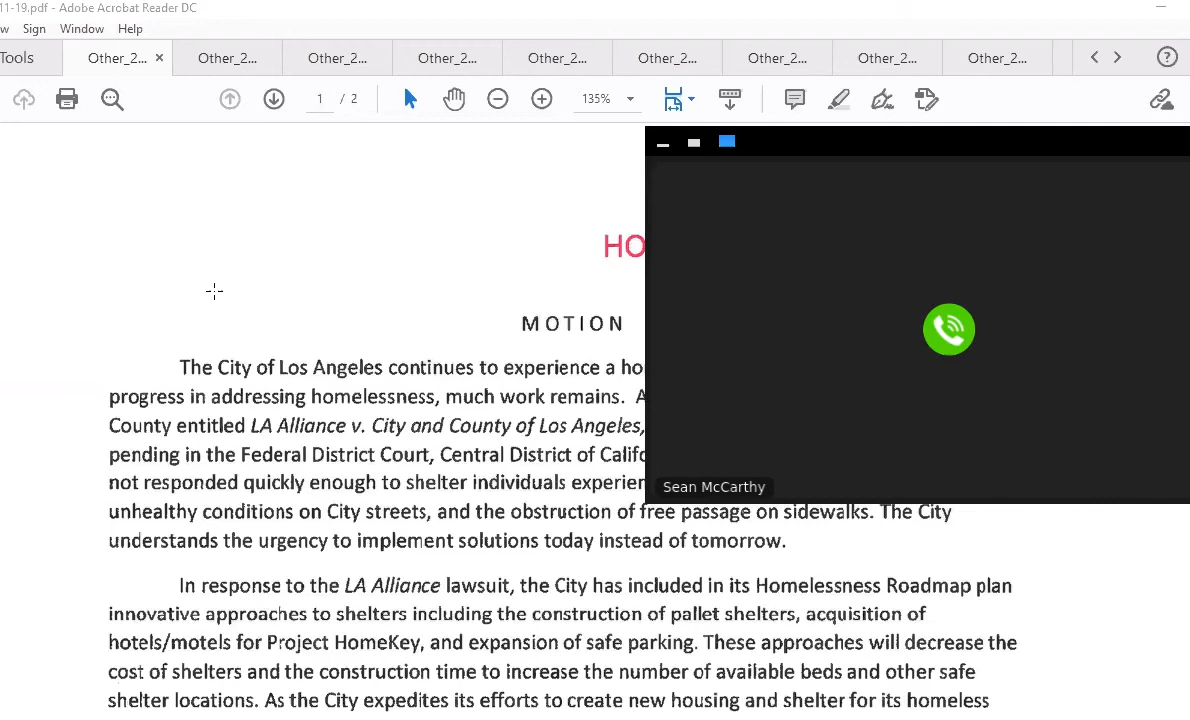 11-19.pdf - Adobe Acrobat Reader DC
w Sign Window Help
Tools Other_2... × Other_2... Other_2... Other_2... Other_2... Other_2... Other_2... Other_2... Other_2...
1 / 2 135%
HO
MOTION
The City of Los Angeles continues to experience a ho
progress in addressing homelessness, much work remains. A
County entitled LA Alliance v. City and County of Los Angeles,
pending in the Federal District Court, Central District of Califo
not responded quickly enough to shelter individuals experien
Sean McCarthy
unhealthy conditions on City streets, and the obstruction of free passage on sidewalks. The City
understands the urgency to implement solutions today instead of tomorrow.
In response to the LA Alliance lawsuit, the City has included in its Homelessness Roadmap plan
innovative approaches to shelters including the construction of pallet shelters, acquisition of
hotels/motels for Project HomeKey, and expansion of safe parking. These approaches will decrease the
cost of shelters and the construction time to increase the number of available beds and other safe
shelter locations. As the City expedites its efforts to create new housing and shelter for its homeless